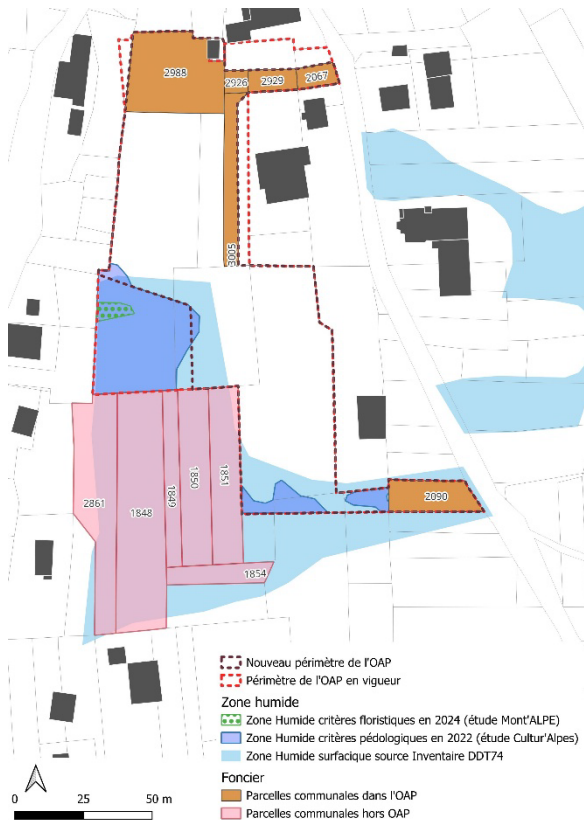 2988
2926
2929
2067
3005
2861
1848
1849
1850
1851
1854
2090
Nouveau périmètre de l'OAP
Périmètre de l'OAP en vigueur
Zone humide
Zone Humide critères floristiques en 2024 (étude Mont'ALPE)
Zone Humide critères pédologiques en 2022 (étude Cultur'Alpes)
Zone Humide surfacique source Inventaire DDT74
Foncier
Parcelles communales dans l'OAP
Parcelles communales hors OAP
0 25 50 m